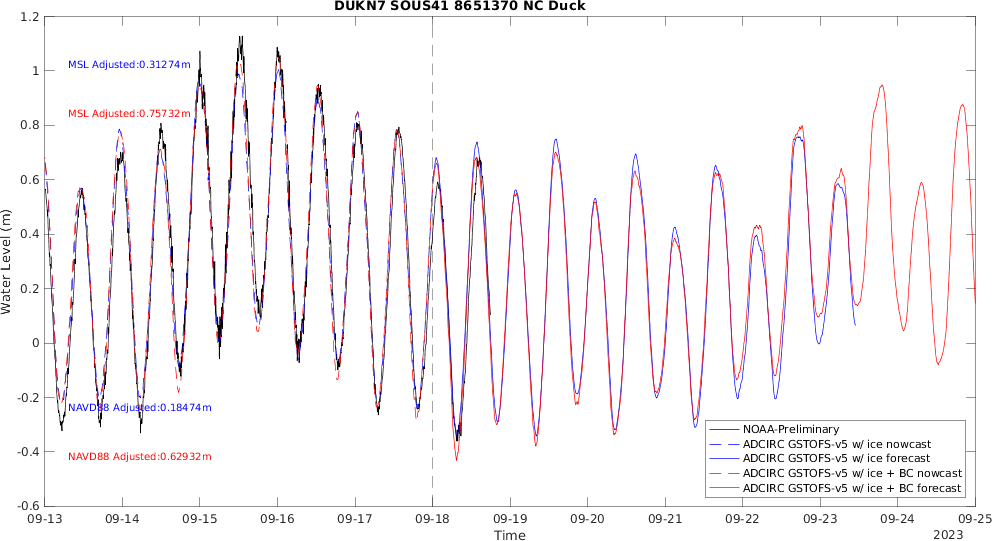 DUKN7 SOUS41 8651370 NC Duck
1.2
1
0.8
0.6
0.4
0.2
0
-0.2
-0.4
-0.6
Water Level (m)
MSL Adjusted:0.31274m
MSL Adjusted:0.75732m
NAVD88 Adjusted:0.18474m
NAVD88 Adjusted:0.62932m
NOAA-Preliminary
ADCIRC GSTOFS-v5 w/ ice nowcast
ADCIRC GSTOFS-v5 w/ ice forecast
ADCIRC GSTOFS-v5 w/ ice + BC nowcast
ADCIRC GSTOFS-v5 w/ ice + BC forecast
09-13 09-14 09-15 09-16 09-17 09-18 09-19 09-20 09-21 09-22 09-23 09-24 09-25
Time
2023